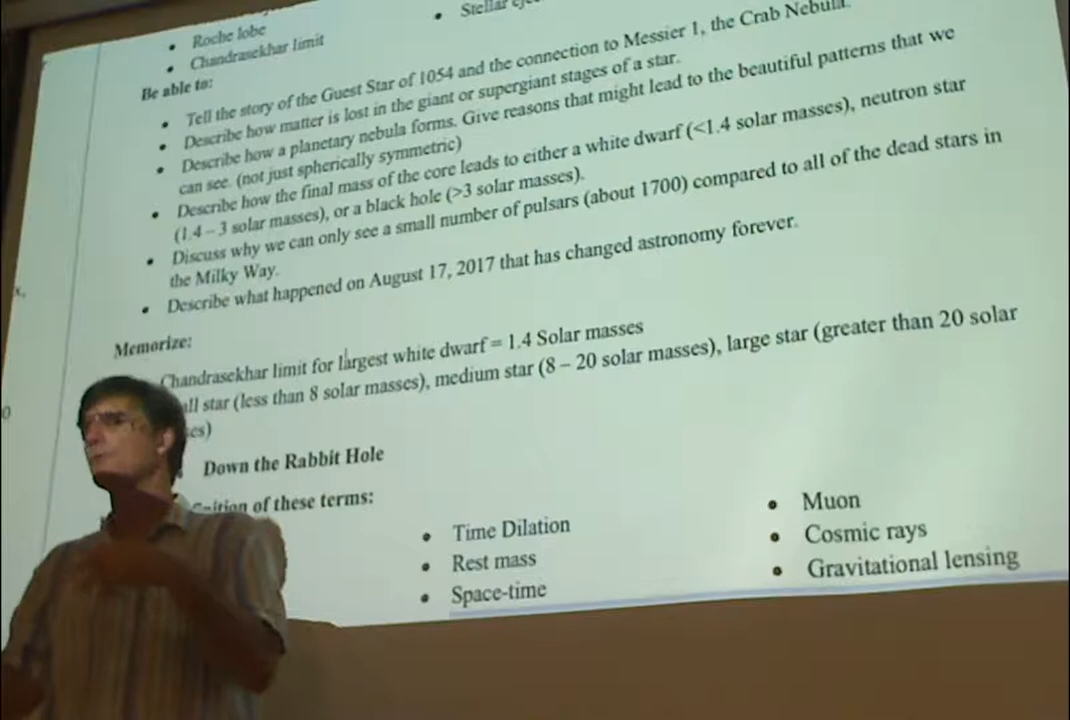 • Roche lobe
• Stellar
• Chandrasekhar limit
Be able to:
• Tell the story of the Guest Star of 1054 and the connection to Messier 1, the Crab Nebula.
• Describe how matter is lost in the giant or supergiant stages of a star.
• Describe how a planetary nebula forms. Give reasons that might lead to the beautiful patterns that we
can see. (not just spherically symmetric)
• Describe how the final mass of the core leads to either a white dwarf (<1.4 solar masses), neutron star
(1.4 – 3 solar masses), or a black hole (>3 solar masses).
• Discuss why we can only see a small number of pulsars (about 1700) compared to all of the dead stars in
the Milky Way.
• Describe what happened on August 17, 2017 that has changed astronomy forever.
x,
Memorize:
Chandrasekhar limit for largest white dwarf = 1.4 Solar masses
all star (less than 8 solar masses), medium star (8 – 20 solar masses), large star (greater than 20 solar
es)
0
Down the Rabbit Hole
nition of these terms:
• Time Dilation
• Rest mass
• Space-time
• Muon
• Cosmic rays
• Gravitational lensing